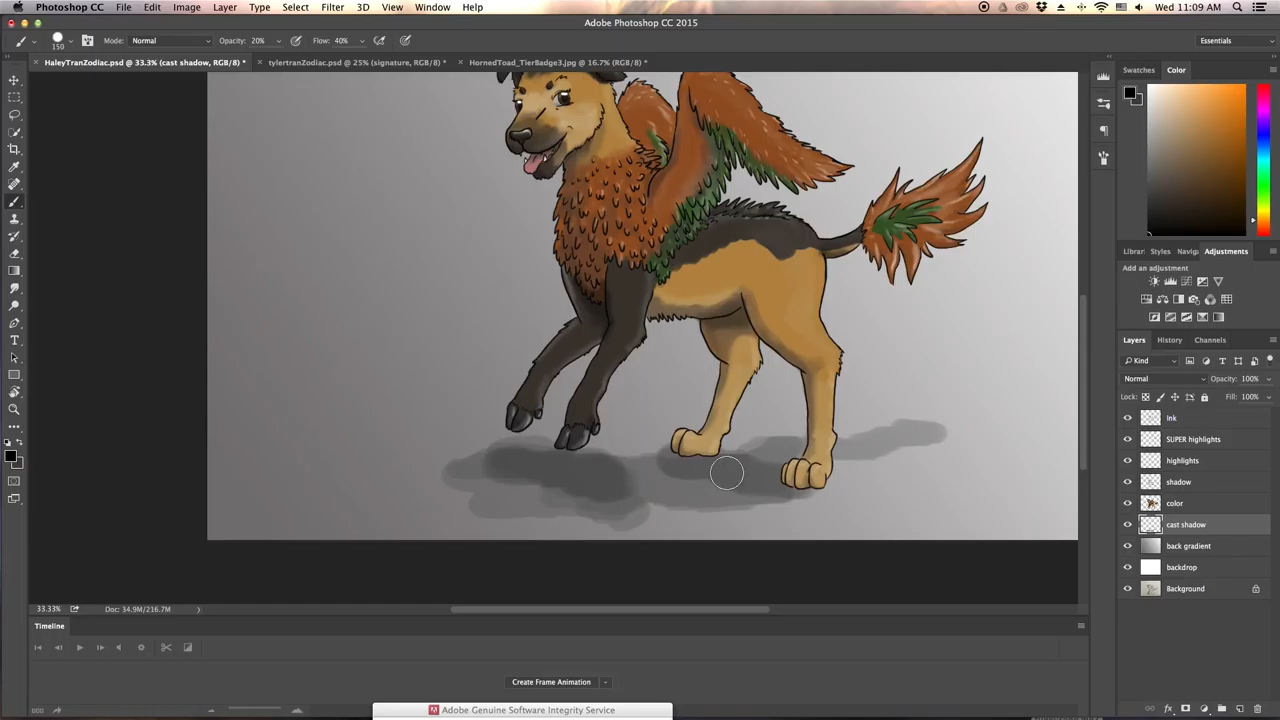 Photoshop CC File Edit Image Layer Type Select Filter 3D View Window Help Wed 11:09 AM
Adobe Photoshop CC 2015
150 Mode: Normal Opacity: 20% Flow: 40% Essentials
HaleyTranZodiac.psd @ 33.3% (cast shadow, RGB/8) * tylertranZodiac.psd @ 25% (signature, RGB/8) * HornedToad_TierBadge3.jpg @ 16.7% (RGB/8) *
Swatches Color
Librar Styles Navig Adjustments
Add an adjustment
Layers History Channels
Kind
Normal Opacity: 100%
Lock: Fill: 100%
Ink
SUPER highlights
highlights
shadow
color
cast shadow
back gradient
backdrop
Background
33.33% Doc: 34.9M/216.7M
Timeline
Create Frame Animation
Adobe Genuine Software Integrity Service